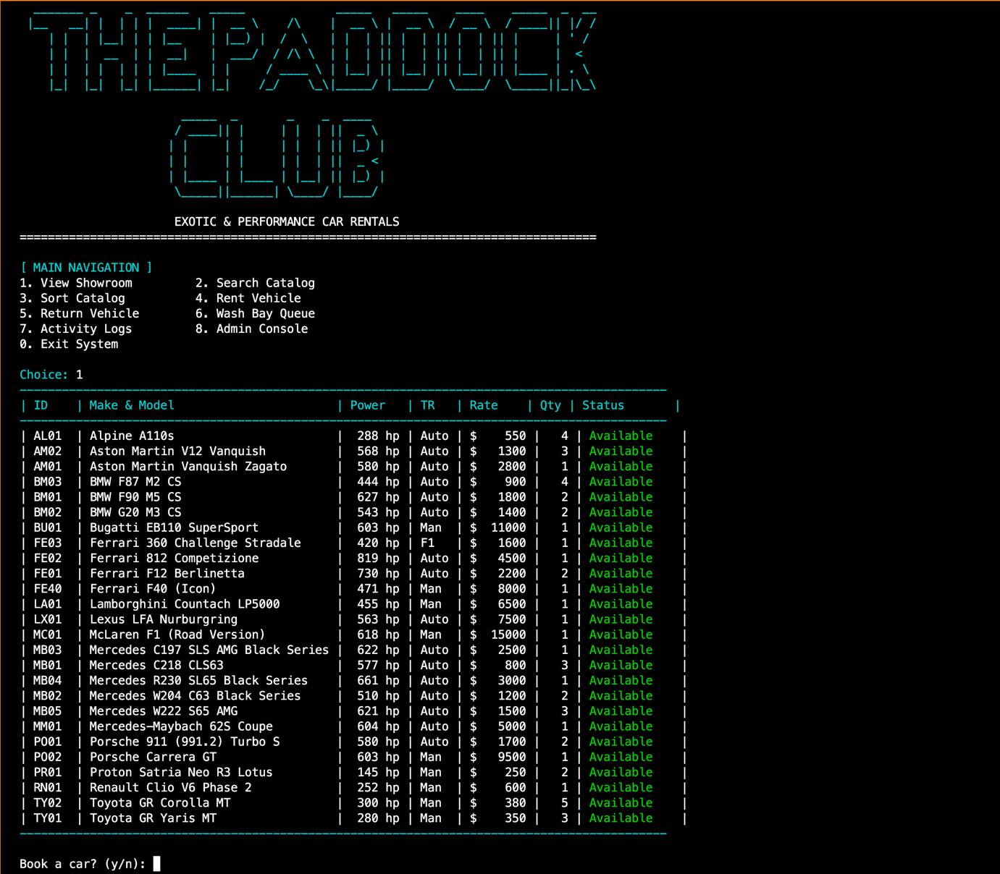 THE PADDOCK
CLUB
EXOTIC & PERFORMANCE CAR RENTALS
==================================================================================
[ MAIN NAVIGATION ]
1. View Showroom 2. Search Catalog
3. Sort Catalog 4. Rent Vehicle
5. Return Vehicle 6. Wash Bay Queue
7. Activity Logs 8. Admin Console
0. Exit System
Choice: 1
--------------------------------------------------------------------------------------------
| ID | Make & Model | Power | TR | Rate | Qty | Status |
--------------------------------------------------------------------------------------------
| AL01 | Alpine A110s | 288 hp | Auto | $ 550 | 4 | Available |
| AM02 | Aston Martin V12 Vanquish | 568 hp | Auto | $ 1300 | 3 | Available |
| AM01 | Aston Martin Vanquish Zagato | 580 hp | Auto | $ 2800 | 1 | Available |
| BM03 | BMW F87 M2 CS | 444 hp | Auto | $ 900 | 4 | Available |
| BM01 | BMW F90 M5 CS | 627 hp | Auto | $ 1800 | 2 | Available |
| BM02 | BMW G20 M3 CS | 543 hp | Auto | $ 1400 | 2 | Available |
| BU01 | Bugatti EB110 SuperSport | 603 hp | Man | $ 11000 | 1 | Available |
| FE03 | Ferrari 360 Challenge Stradale | 420 hp | F1 | $ 1600 | 1 | Available |
| FE02 | Ferrari 812 Competizione | 819 hp | Auto | $ 4500 | 1 | Available |
| FE01 | Ferrari F12 Berlinetta | 730 hp | Auto | $ 2200 | 2 | Available |
| FE40 | Ferrari F40 (Icon) | 471 hp | Man | $ 8000 | 1 | Available |
| LA01 | Lamborghini Countach LP5000 | 455 hp | Man | $ 6500 | 1 | Available |
| LX01 | Lexus LFA Nurburgring | 563 hp | Auto | $ 7500 | 1 | Available |
| MC01 | McLaren F1 (Road Version) | 618 hp | Man | $ 15000 | 1 | Available |
| MB03 | Mercedes C197 SLS AMG Black Series | 622 hp | Auto | $ 2500 | 1 | Available |
| MB01 | Mercedes C218 CLS63 | 577 hp | Auto | $ 800 | 3 | Available |
| MB04 | Mercedes R230 SL65 Black Series | 661 hp | Auto | $ 3000 | 1 | Available |
| MB02 | Mercedes W204 C63 Black Series | 510 hp | Auto | $ 1200 | 2 | Available |
| MB05 | Mercedes W222 S65 AMG | 621 hp | Auto | $ 1500 | 3 | Available |
| MM01 | Mercedes-Maybach 62S Coupe | 604 hp | Auto | $ 5000 | 1 | Available |
| PO01 | Porsche 911 (991.2) Turbo S | 580 hp | Auto | $ 1700 | 2 | Available |
| PO02 | Porsche Carrera GT | 603 hp | Man | $ 9500 | 1 | Available |
| PR01 | Proton Satria Neo R3 Lotus | 145 hp | Man | $ 250 | 2 | Available |
| RN01 | Renault Clio V6 Phase 2 | 252 hp | Man | $ 600 | 1 | Available |
| TY02 | Toyota GR Corolla MT | 300 hp | Man | $ 380 | 5 | Available |
| TY01 | Toyota GR Yaris MT | 280 hp | Man | $ 350 | 3 | Available |
--------------------------------------------------------------------------------------------
Book a car? (y/n):